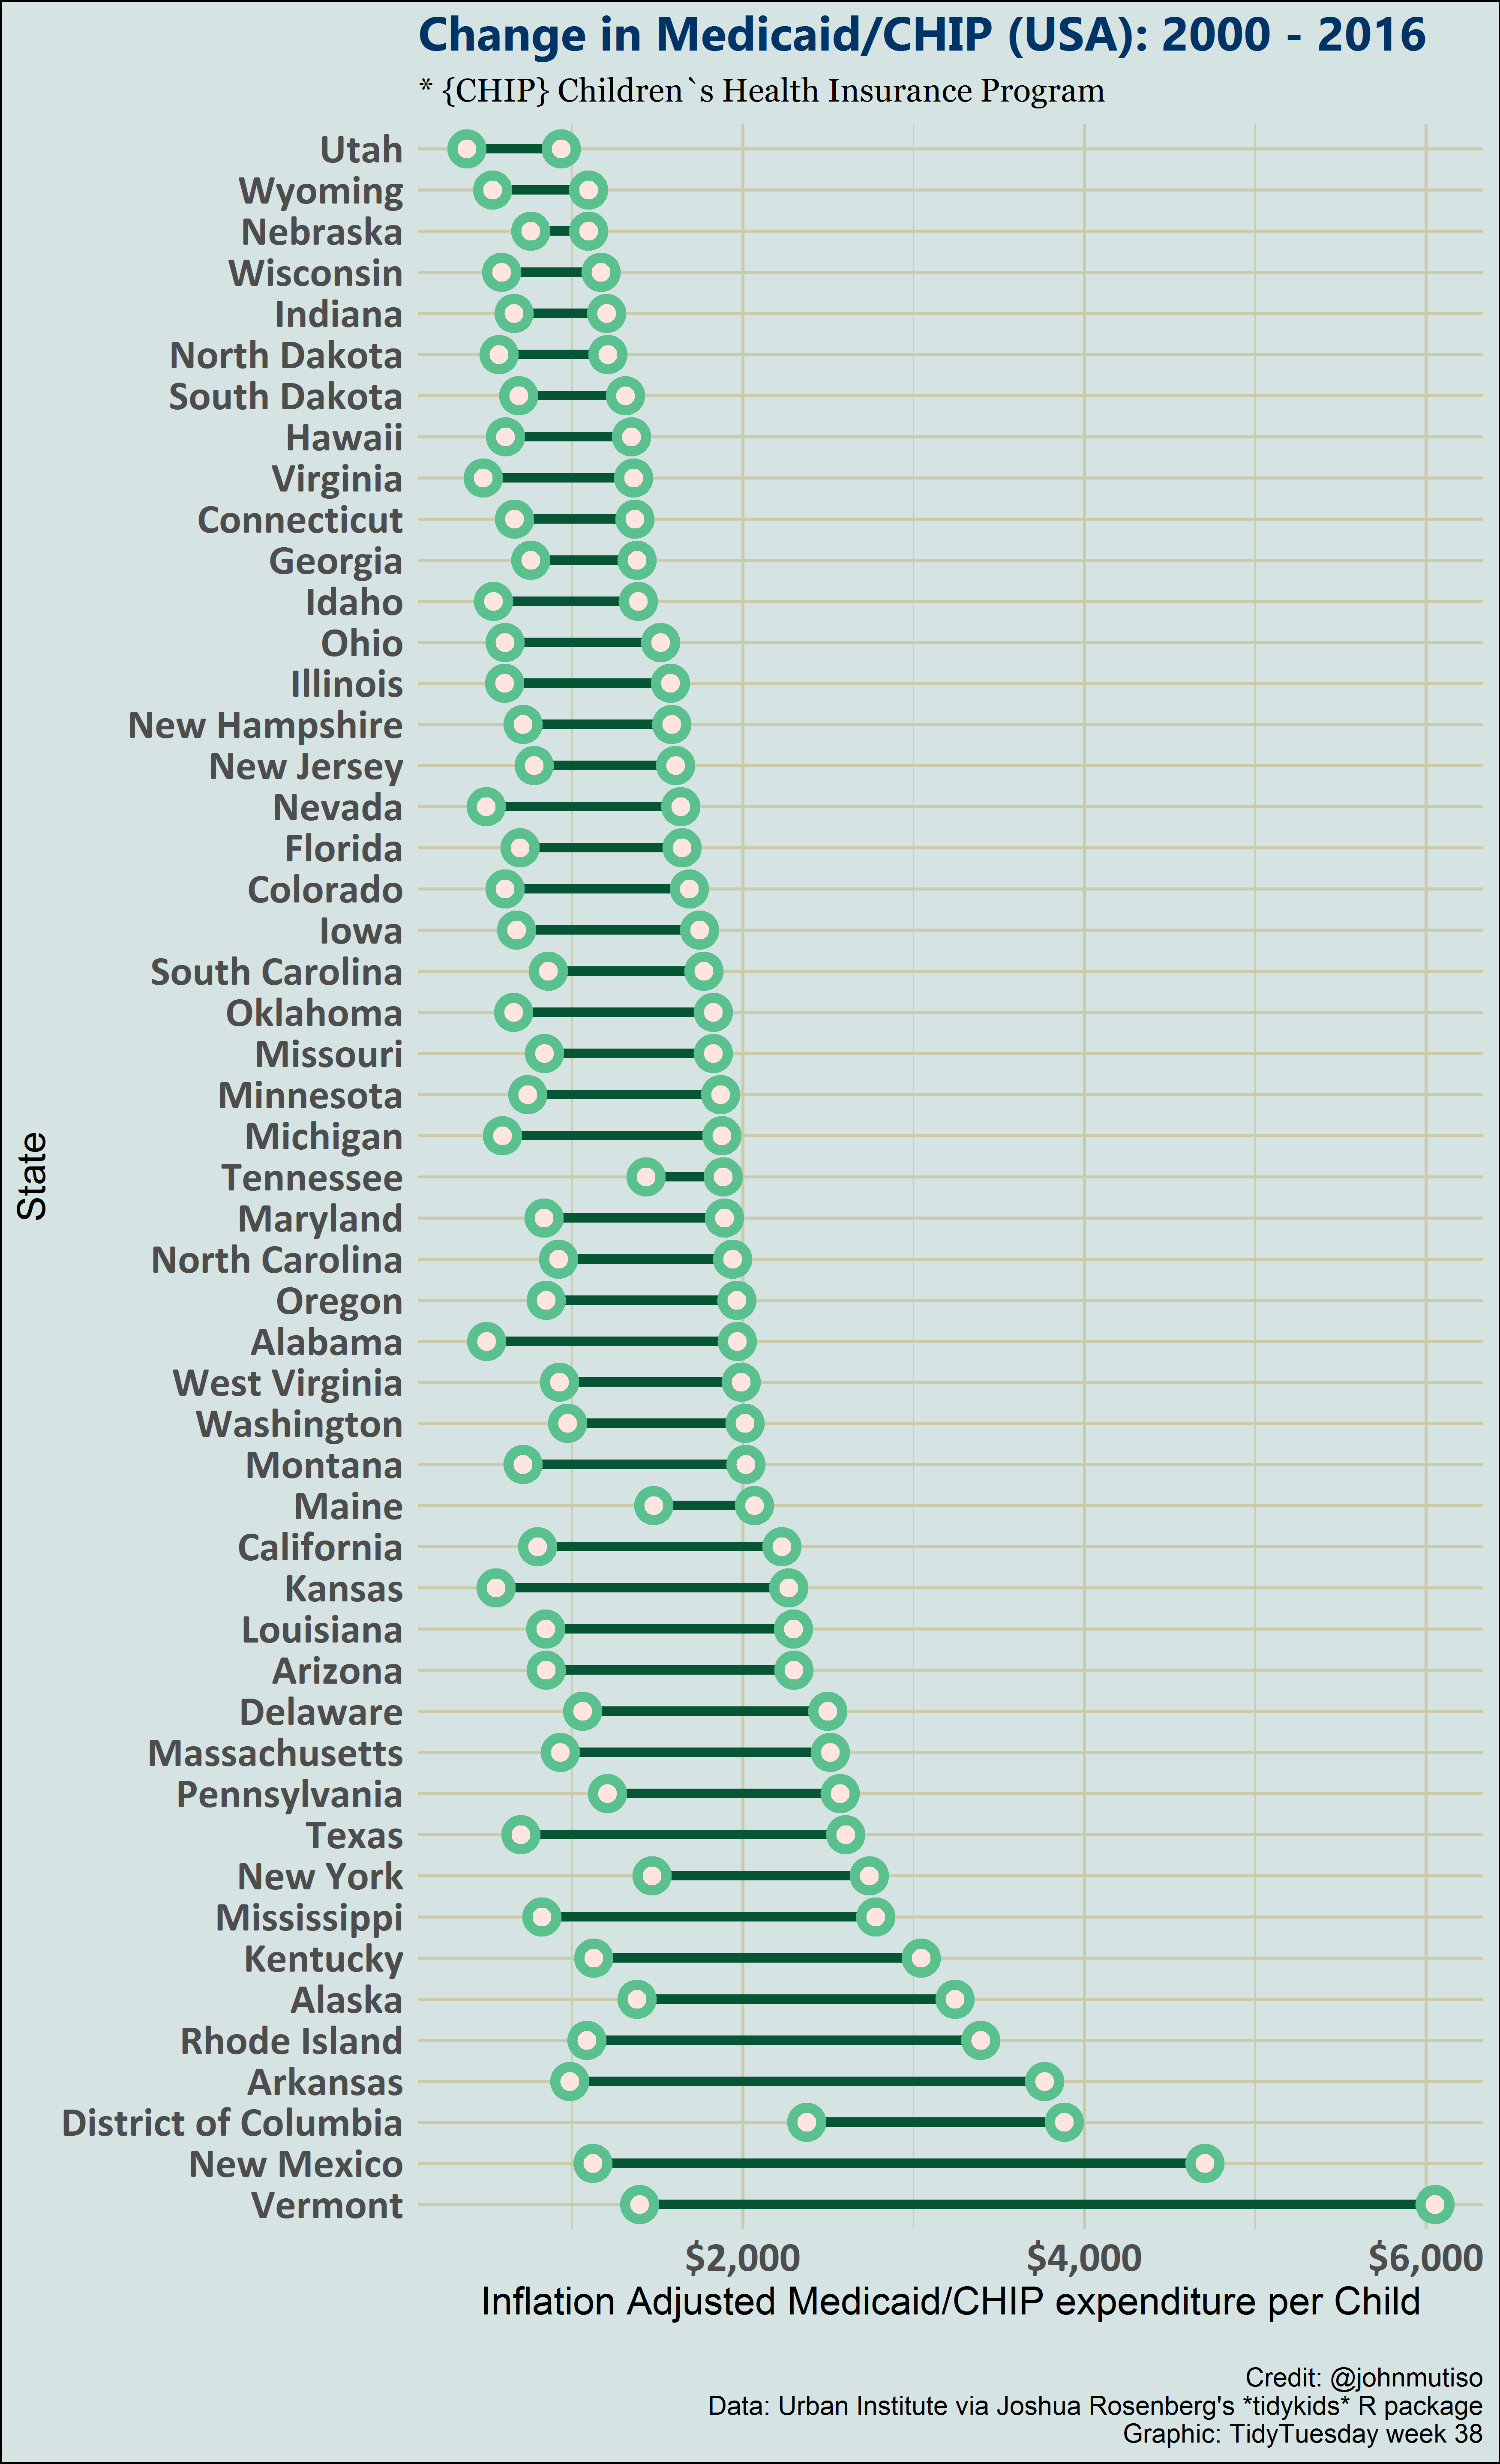 Change in Medicaid/CHIP (USA): 2000 - 2016
* {CHIP} Children`s Health Insurance Program
Utah
Wyoming
Nebraska
Wisconsin
Indiana
North Dakota
South Dakota
Hawaii
Virginia
Connecticut
Georgia
Idaho
Ohio
Illinois
New Hampshire
New Jersey
Nevada
Florida
Colorado
Iowa
South Carolina
Oklahoma
Missouri
Minnesota
Michigan
Tennessee
Maryland
North Carolina
Oregon
Alabama
West Virginia
Washington
Montana
Maine
California
Kansas
Louisiana
Arizona
Delaware
Massachusetts
Pennsylvania
Texas
New York
Mississippi
Kentucky
Alaska
Rhode Island
Arkansas
District of Columbia
New Mexico
Vermont
State
$2,000 $4,000 $6,000
Inflation Adjusted Medicaid/CHIP expenditure per Child
Credit: @johnmutiso
Data: Urban Institute via Joshua Rosenberg's *tidykids* R package
Graphic: TidyTuesday week 38